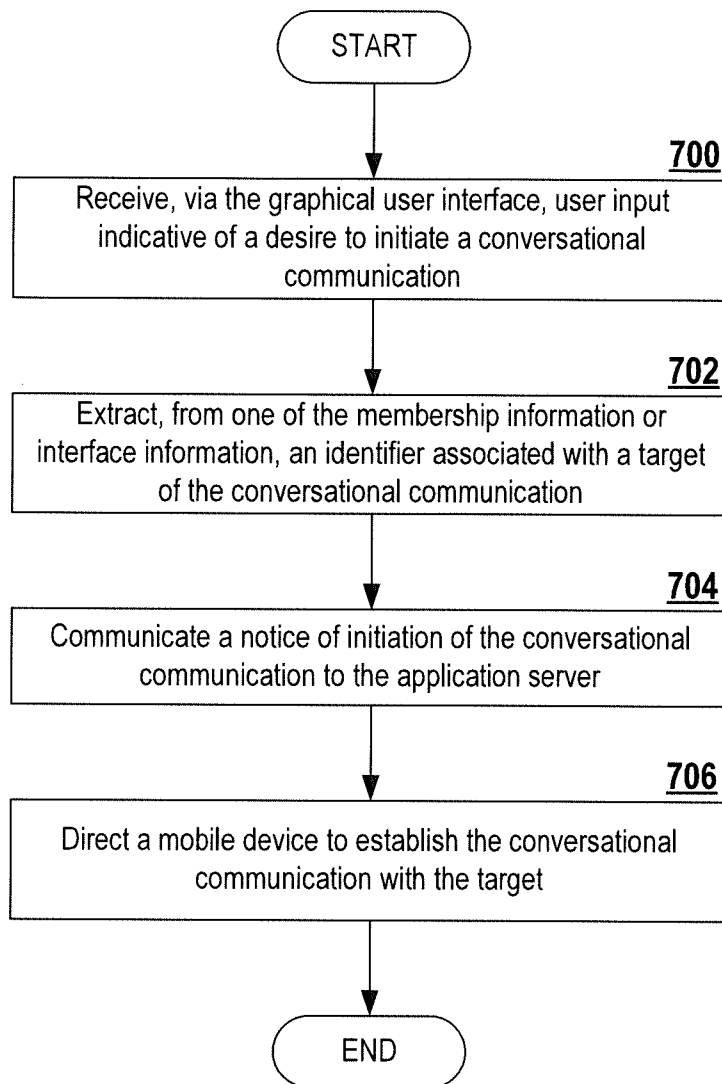 START
700
Receive, via the graphical user interface, user input
indicative of a desire to initiate a conversational
communication
702
Extract, from one of the membership information or
interface information, an identifier associated with a target
of the conversational communication
704
Communicate a notice of initiation of the conversational
communication to the application server
706
Direct a mobile device to establish the conversational
communication with the target
END